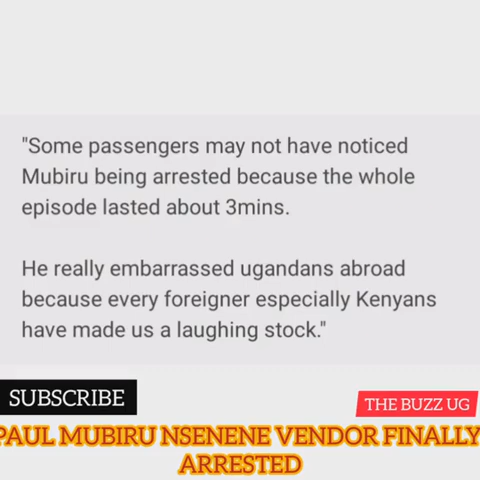 "Some passengers may not have noticed
Mubiru being arrested because the whole
episode lasted about 3mins.
He really embarrassed ugandans abroad
because every foreigner especially Kenyans
have made us a laughing stock."
SUBSCRIBE
THE BUZZ UG
PAUL MUBIRU NSENENE VENDOR FINALLY
ARRESTED